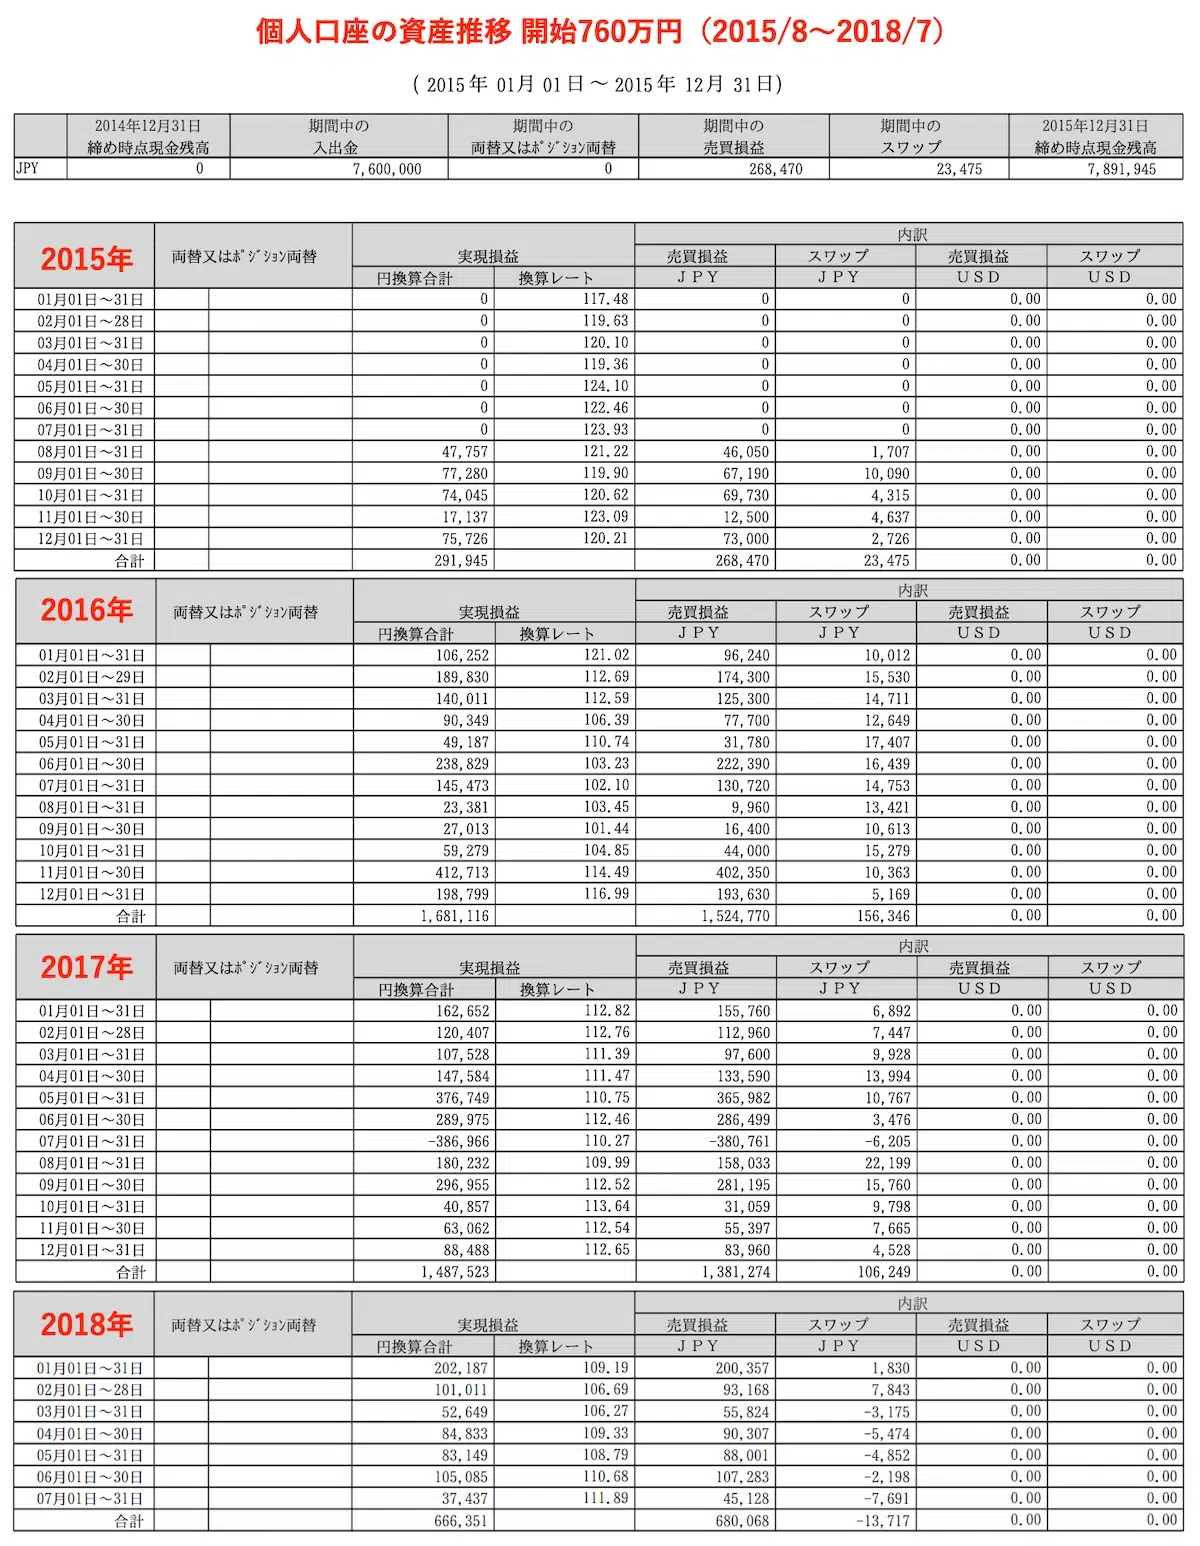 個人口座の資産推移 開始760万円（2015/8〜2018/7）
( 2015年 01月 01日 〜 2015年 12月 31日)
2014年12月31日 期間中の 期間中の 期間中の 期間中の 2015年12月31日
締め時点現金残高 入出金 両替又はﾎﾟｼﾞｼｮﾝ両替 売買損益 スワップ 締め時点現金残高
JPY 0 7,600,000 0 268,470 23,475 7,891,945
内訳
2015年 両替又はﾎﾟｼﾞｼｮﾝ両替 実現損益 売買損益 スワップ 売買損益 スワップ
円換算合計 換算レート ＪＰＹ ＪＰＹ ＵＳＤ ＵＳＤ
01月01日〜31日 0 117.48 0 0 0.00 0.00
02月01日〜28日 0 119.63 0 0 0.00 0.00
03月01日〜31日 0 120.10 0 0 0.00 0.00
04月01日〜30日 0 119.36 0 0 0.00 0.00
05月01日〜31日 0 124.10 0 0 0.00 0.00
06月01日〜30日 0 122.46 0 0 0.00 0.00
07月01日〜31日 0 123.93 0 0 0.00 0.00
08月01日〜31日 47,757 121.22 46,050 1,707 0.00 0.00
09月01日〜30日 77,280 119.90 67,190 10,090 0.00 0.00
10月01日〜31日 74,045 120.62 69,730 4,315 0.00 0.00
11月01日〜30日 17,137 123.09 12,500 4,637 0.00 0.00
12月01日〜31日 75,726 120.21 73,000 2,726 0.00 0.00
合計 291,945 268,470 23,475 0.00 0.00
内訳
2016年 両替又はﾎﾟｼﾞｼｮﾝ両替 実現損益 売買損益 スワップ 売買損益 スワップ
円換算合計 換算レート ＪＰＹ ＪＰＹ ＵＳＤ ＵＳＤ
01月01日〜31日 106,252 121.02 96,240 10,012 0.00 0.00
02月01日〜29日 189,830 112.69 174,300 15,530 0.00 0.00
03月01日〜31日 140,011 112.59 125,300 14,711 0.00 0.00
04月01日〜30日 90,349 106.39 77,700 12,649 0.00 0.00
05月01日〜31日 49,187 110.74 31,780 17,407 0.00 0.00
06月01日〜30日 238,829 103.23 222,390 16,439 0.00 0.00
07月01日〜31日 145,473 102.10 130,720 14,753 0.00 0.00
08月01日〜31日 23,381 103.45 9,960 13,421 0.00 0.00
09月01日〜30日 27,013 101.44 16,400 10,613 0.00 0.00
10月01日〜31日 59,279 104.85 44,000 15,279 0.00 0.00
11月01日〜30日 412,713 114.49 402,350 10,363 0.00 0.00
12月01日〜31日 198,799 116.99 193,630 5,169 0.00 0.00
合計 1,681,116 1,524,770 156,346 0.00 0.00
内訳
2017年 両替又はﾎﾟｼﾞｼｮﾝ両替 実現損益 売買損益 スワップ 売買損益 スワップ
円換算合計 換算レート ＪＰＹ ＪＰＹ ＵＳＤ ＵＳＤ
01月01日〜31日 162,652 112.82 155,760 6,892 0.00 0.00
02月01日〜28日 120,407 112.76 112,960 7,447 0.00 0.00
03月01日〜31日 107,528 111.39 97,600 9,928 0.00 0.00
04月01日〜30日 147,584 111.47 133,590 13,994 0.00 0.00
05月01日〜31日 376,749 110.75 365,982 10,767 0.00 0.00
06月01日〜30日 289,975 112.46 286,499 3,476 0.00 0.00
07月01日〜31日 -386,966 110.27 -380,761 -6,205 0.00 0.00
08月01日〜31日 180,232 109.99 158,033 22,199 0.00 0.00
09月01日〜30日 296,955 112.52 281,195 15,760 0.00 0.00
10月01日〜31日 40,857 113.64 31,059 9,798 0.00 0.00
11月01日〜30日 63,062 112.54 55,397 7,665 0.00 0.00
12月01日〜31日 88,488 112.65 83,960 4,528 0.00 0.00
合計 1,487,523 1,381,274 106,249 0.00 0.00
内訳
2018年 両替又はﾎﾟｼﾞｼｮﾝ両替 実現損益 売買損益 スワップ 売買損益 スワップ
円換算合計 換算レート ＪＰＹ ＪＰＹ ＵＳＤ ＵＳＤ
01月01日〜31日 202,187 109.19 200,357 1,830 0.00 0.00
02月01日〜28日 101,011 106.69 93,168 7,843 0.00 0.00
03月01日〜31日 52,649 106.27 55,824 -3,175 0.00 0.00
04月01日〜30日 84,833 109.33 90,307 -5,474 0.00 0.00
05月01日〜31日 83,149 108.79 88,001 -4,852 0.00 0.00
06月01日〜30日 105,085 110.68 107,283 -2,198 0.00 0.00
07月01日〜31日 37,437 111.89 45,128 -7,691 0.00 0.00
合計 666,351 680,068 -13,717 0.00 0.00